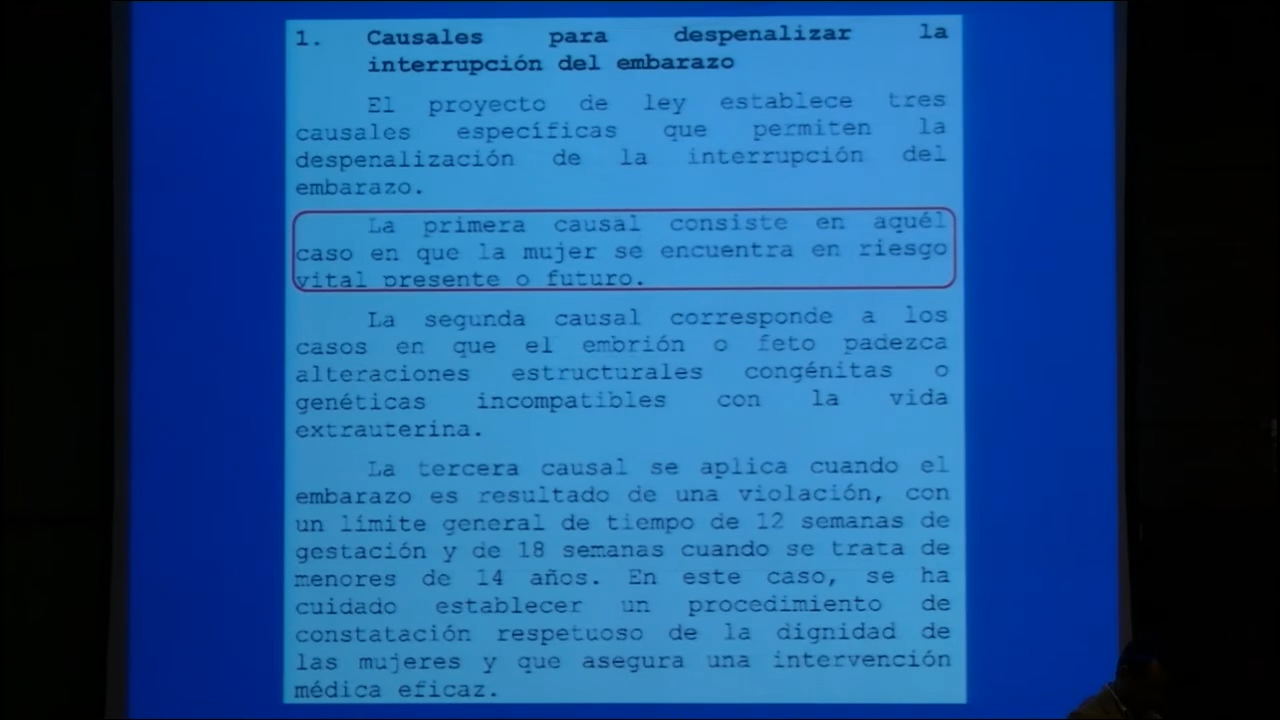 1. Causales para despenalizar la
interrupción del embarazo
El proyecto de ley establece tres
causales específicas que permiten la
despenalización de la interrupción del
embarazo.
La primera causal consiste en aquél
caso en que la mujer se encuentra en riesgo
vital presente o futuro.
La segunda causal corresponde a los
casos en que el embrión o feto padezca
alteraciones estructurales congénitas o
genéticas incompatibles con la vida
extrauterina.
La tercera causal se aplica cuando el
embarazo es resultado de una violación, con
un límite general de tiempo de 12 semanas de
gestación y de 18 semanas cuando se trata de
menores de 14 años. En este caso, se ha
cuidado establecer un procedimiento de
constatación respetuoso de la dignidad de
las mujeres y que asegura una intervención
médica eficaz.